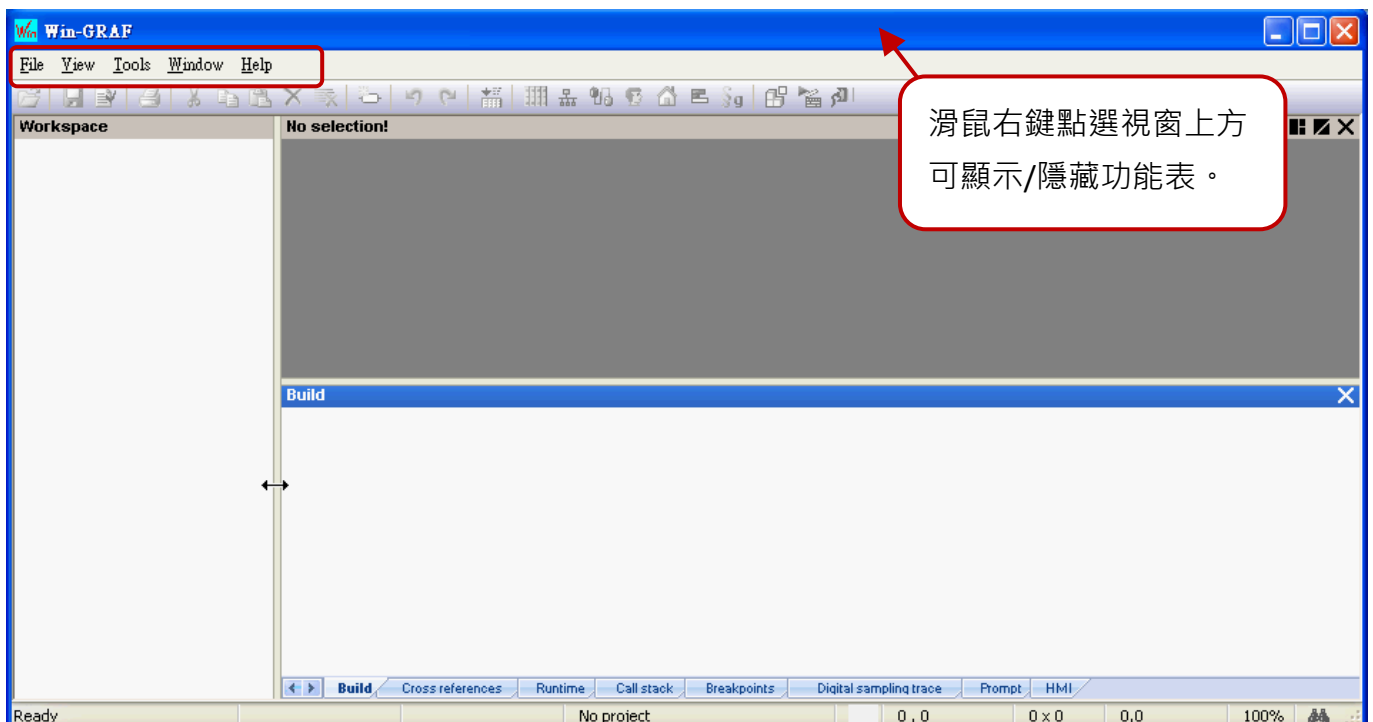 Win-GRAF
File View Tools Window Help
滑鼠右鍵點選視窗上方
可顯示/隱藏功能表。
Workspace
No selection!
Build
Build Cross references Runtime Call stack Breakpoints Digital sampling trace Prompt HMI
Ready No project 0 , 0 0 x 0 0,0 100%